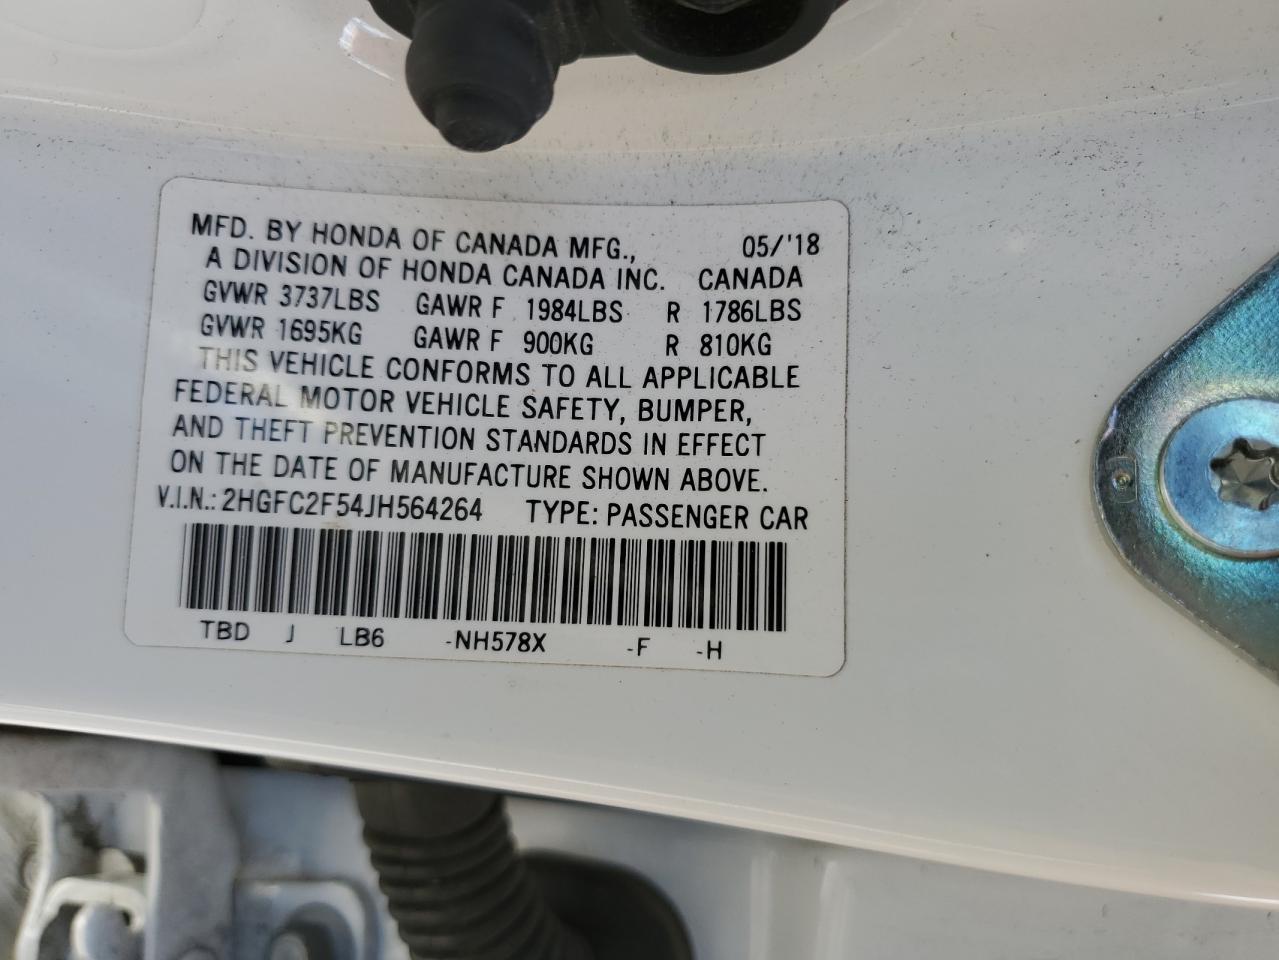 MFD. BY HONDA OF CANADA MFG., 05/'18
A DIVISION OF HONDA CANADA INC. CANADA
GVWR 3737LBS GAWR F 1984LBS R 1786LBS
GVWR 1695KG GAWR F 900KG R 810KG
THIS VEHICLE CONFORMS TO ALL APPLICABLE
FEDERAL MOTOR VEHICLE SAFETY, BUMPER,
AND THEFT PREVENTION STANDARDS IN EFFECT
ON THE DATE OF MANUFACTURE SHOWN ABOVE.
V.I.N.: 2HGFC2F54JH564264 TYPE: PASSENGER CAR
TBD J LB6 -NH578X -F -H